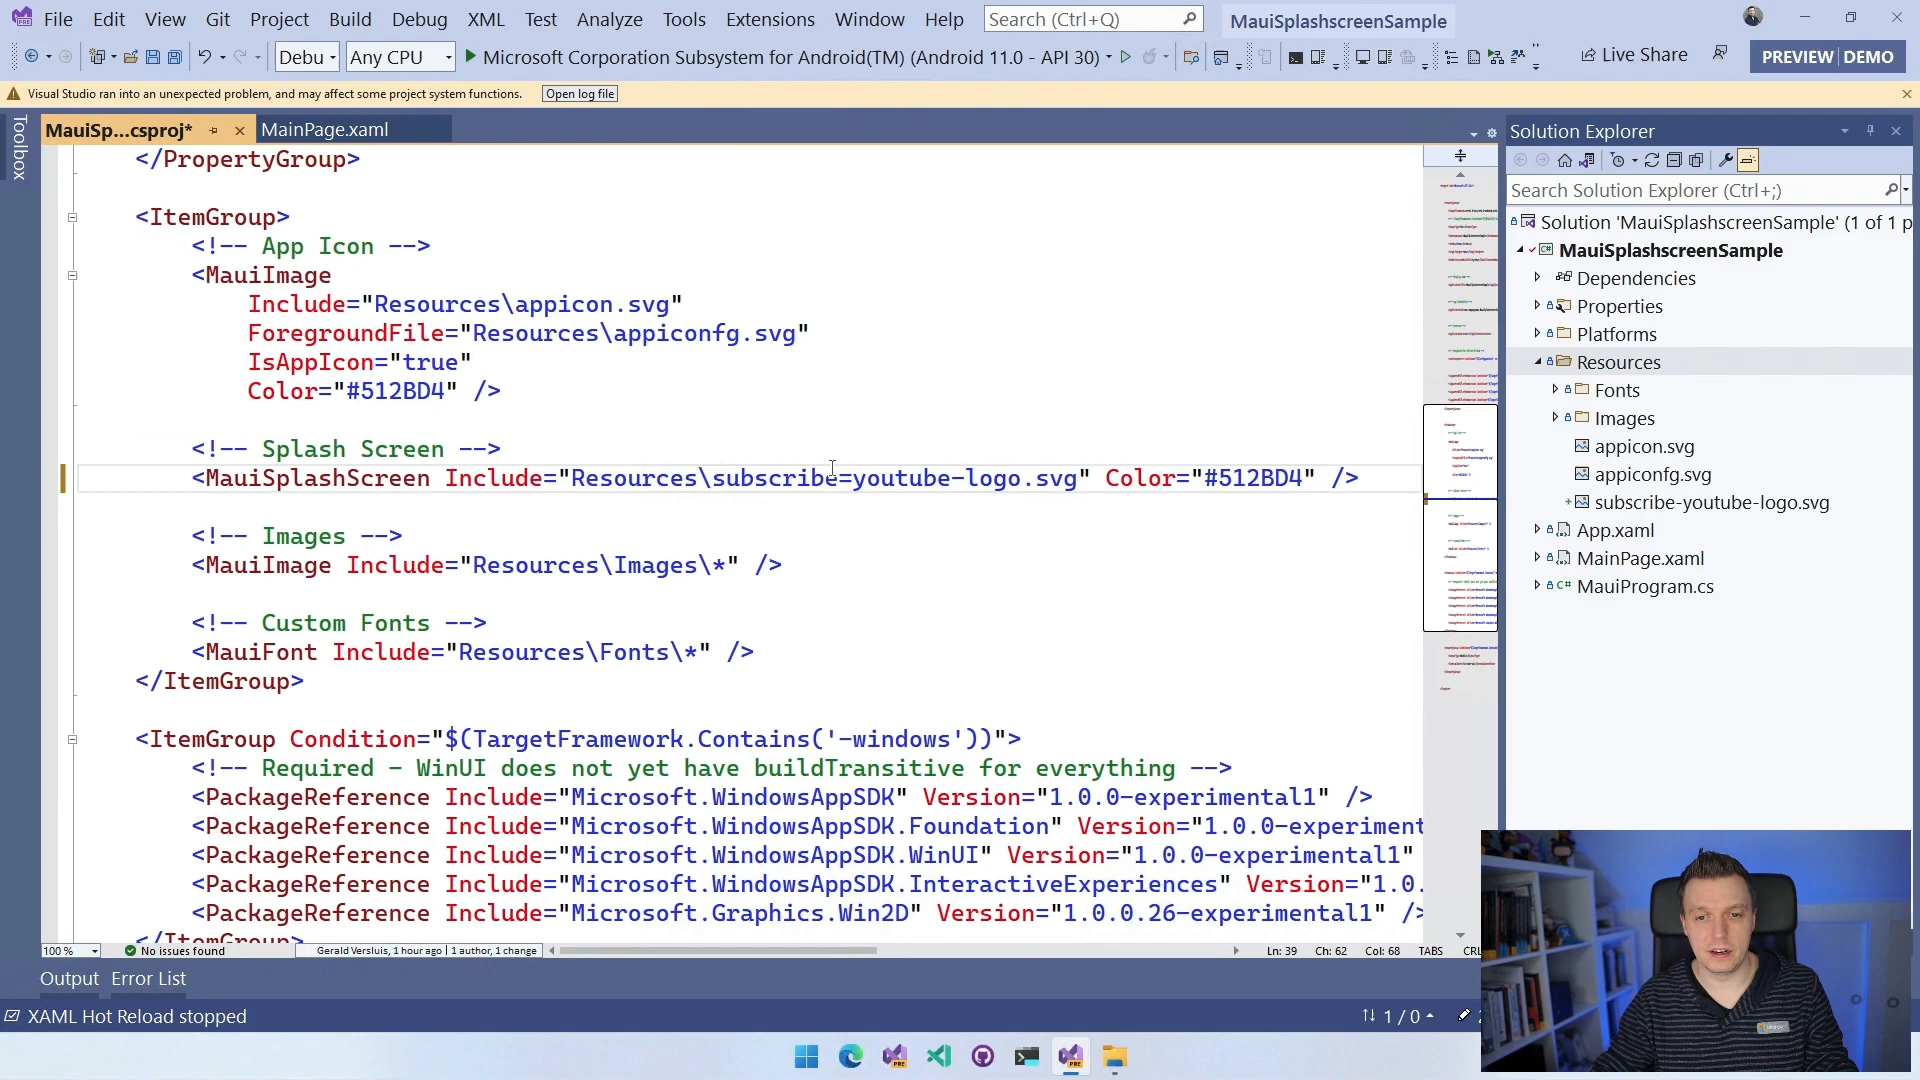 File Edit View Git Project Build Debug XML Test Analyze Tools Extensions Window Help Search (Ctrl+Q) MauiSplashscreenSample
Debu Any CPU Microsoft Corporation Subsystem for Android(TM) (Android 11.0 - API 30) Live Share PREVIEW DEMO
Visual Studio ran into an unexpected problem, and may affect some project system functions. Open log file
Toolbox
MauiSp...csproj* MainPage.xaml
</PropertyGroup>
<ItemGroup>
<!-- App Icon -->
<MauiImage
Include="Resources\appicon.svg"
ForegroundFile="Resources\appiconfg.svg"
IsAppIcon="true"
Color="#512BD4" />
<!-- Splash Screen -->
<MauiSplashScreen Include="Resources\subscribe=youtube-logo.svg" Color="#512BD4" />
<!-- Images -->
<MauiImage Include="Resources\Images\*" />
<!-- Custom Fonts -->
<MauiFont Include="Resources\Fonts\*" />
</ItemGroup>
<ItemGroup Condition="$(TargetFramework.Contains('-windows'))">
<!-- Required - WinUI does not yet have buildTransitive for everything -->
<PackageReference Include="Microsoft.WindowsAppSDK" Version="1.0.0-experimental1" />
<PackageReference Include="Microsoft.WindowsAppSDK.Foundation" Version="1.0.0-experiment
<PackageReference Include="Microsoft.WindowsAppSDK.WinUI" Version="1.0.0-experimental1"
<PackageReference Include="Microsoft.WindowsAppSDK.InteractiveExperiences" Version="1.0.
<PackageReference Include="Microsoft.Graphics.Win2D" Version="1.0.0.26-experimental1" />
</ItemGroup>
100 % No issues found Gerald Versluis, 1 hour ago | 1 author, 1 change Ln: 39 Ch: 62 Col: 68 TABS CRL
Output Error List
XAML Hot Reload stopped 1 / 0
Solution Explorer
Search Solution Explorer (Ctrl+;)
Solution 'MauiSplashscreenSample' (1 of 1 p
MauiSplashscreenSample
Dependencies
Properties
Platforms
Resources
Fonts
Images
appicon.svg
appiconfg.svg
subscribe-youtube-logo.svg
App.xaml
MainPage.xaml
MauiProgram.cs